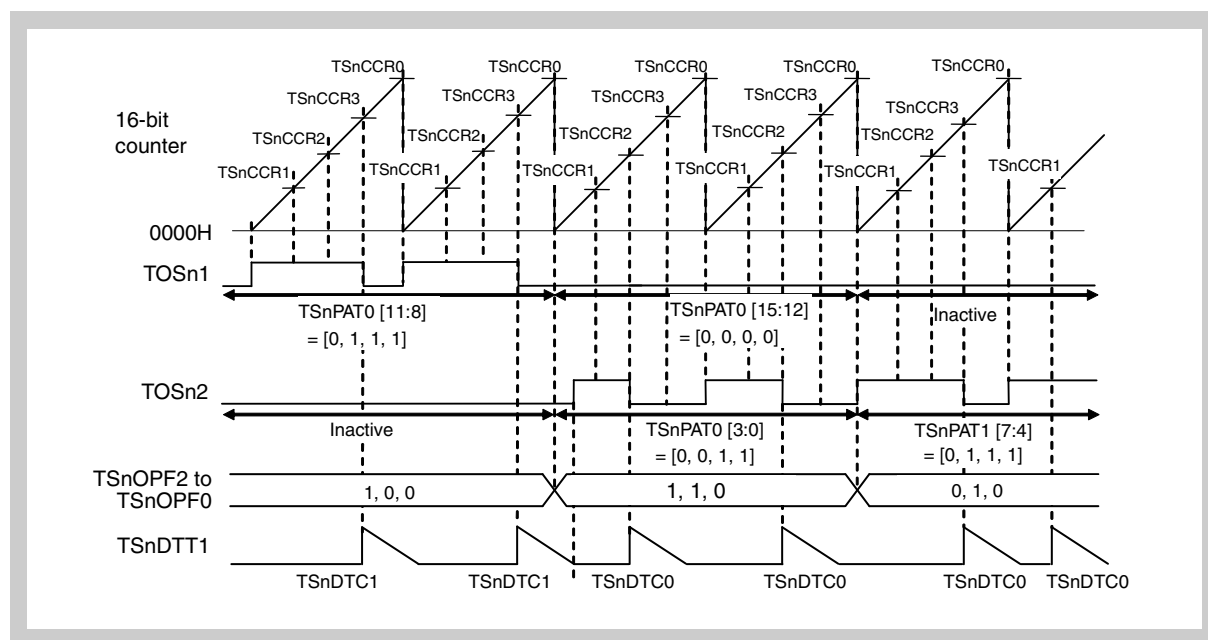 TSnCCR0 TSnCCR0 TSnCCR0 TSnCCR0 TSnCCR0
TSnCCR3 TSnCCR3 TSnCCR3 TSnCCR3 TSnCCR3
16-bit
counter
TSnCCR2 TSnCCR2 TSnCCR2 TSnCCR2 TSnCCR2
TSnCCR1 TSnCCR1 TSnCCR1 TSnCCR1 TSnCCR1 TSnCCR1
0000H
TOSn1
TSnPAT0 [11:8] TSnPAT0 [15:12] Inactive
= [0, 1, 1, 1] = [0, 0, 0, 0]
TOSn2
Inactive TSnPAT0 [3:0] TSnPAT1 [7:4]
= [0, 0, 1, 1] = [0, 1, 1, 1]
TSnOPF2 to
TSnOPF0
1, 0, 0 1, 1, 0 0, 1, 0
TSnDTT1
TSnDTC1 TSnDTC1 TSnDTC0 TSnDTC0 TSnDTC0 TSnDTC0